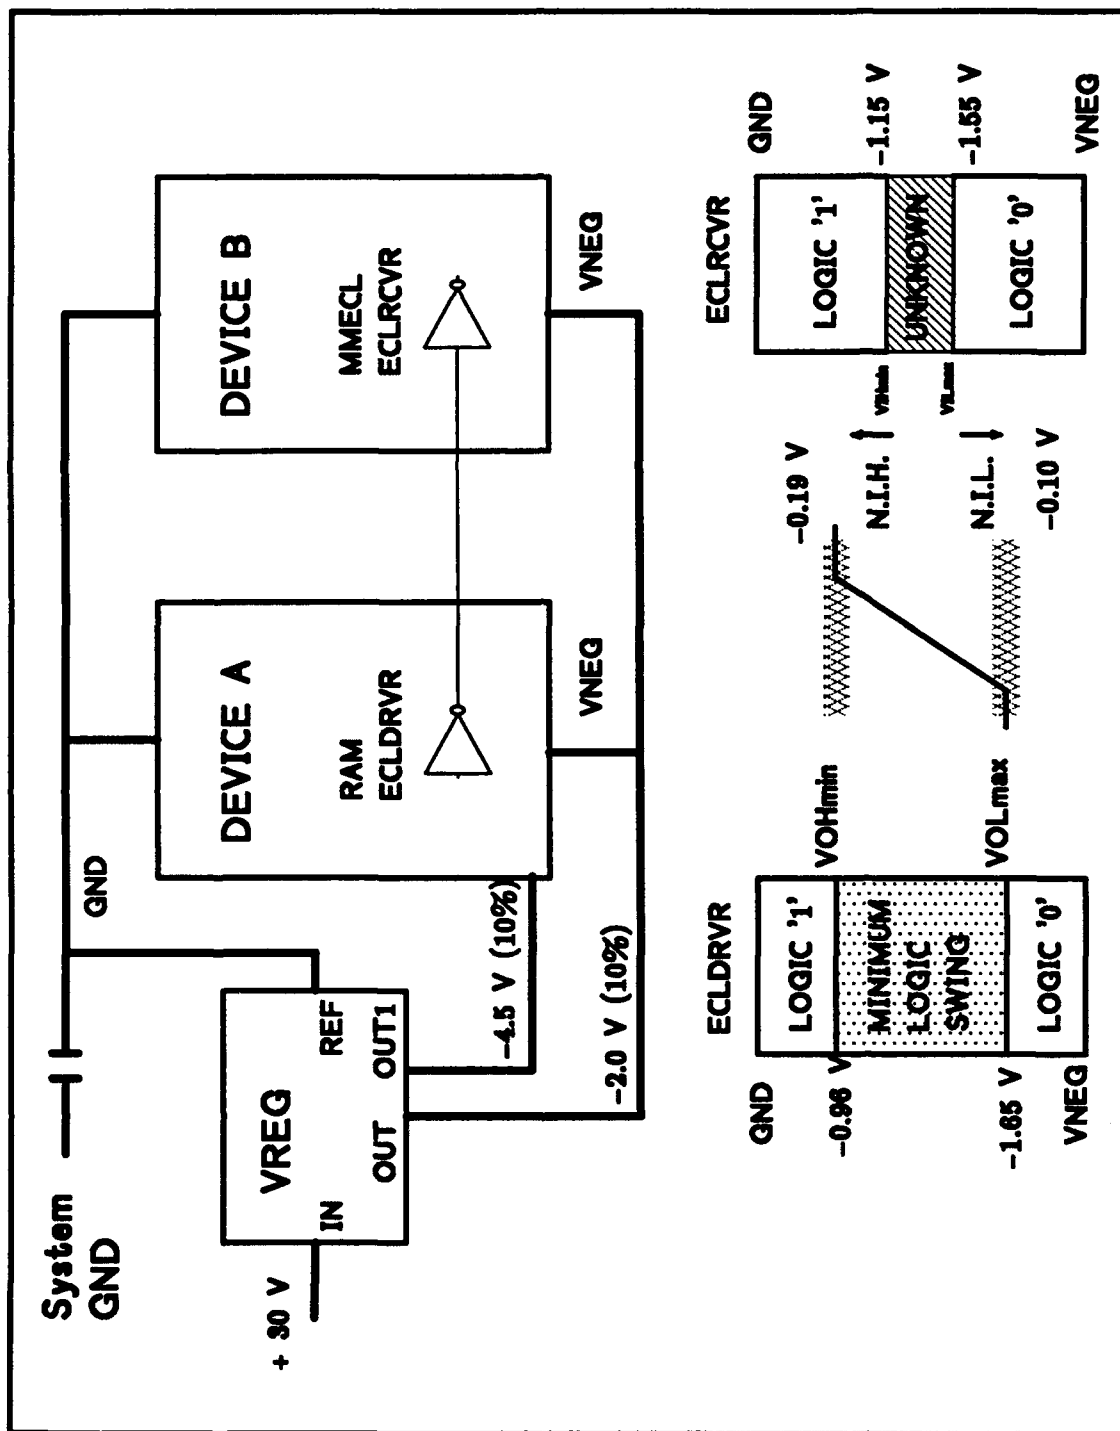 System
GND
GND
+ 30 V
IN
VREG
OUT
REF
OUT1
-4.5 V (10%)
-2.0 V (10%)
DEVICE A
RAM
ECLDRVR
VNEG
DEVICE B
MMECL
ECLRCVR
VNEG
ECLDRVR
GND
LOGIC '1'
-0.96 V
MINIMUM
LOGIC
SWING
-1.65 V
LOGIC '0'
VNEG
VOHmin
VOLmax
-0.19 V
N.I.H.
N.I.L.
-0.10 V
ECLRCVR
GND
LOGIC '1'
VIHmin
-1.15 V
UNKNOWN
VILmax
-1.55 V
LOGIC '0'
VNEG